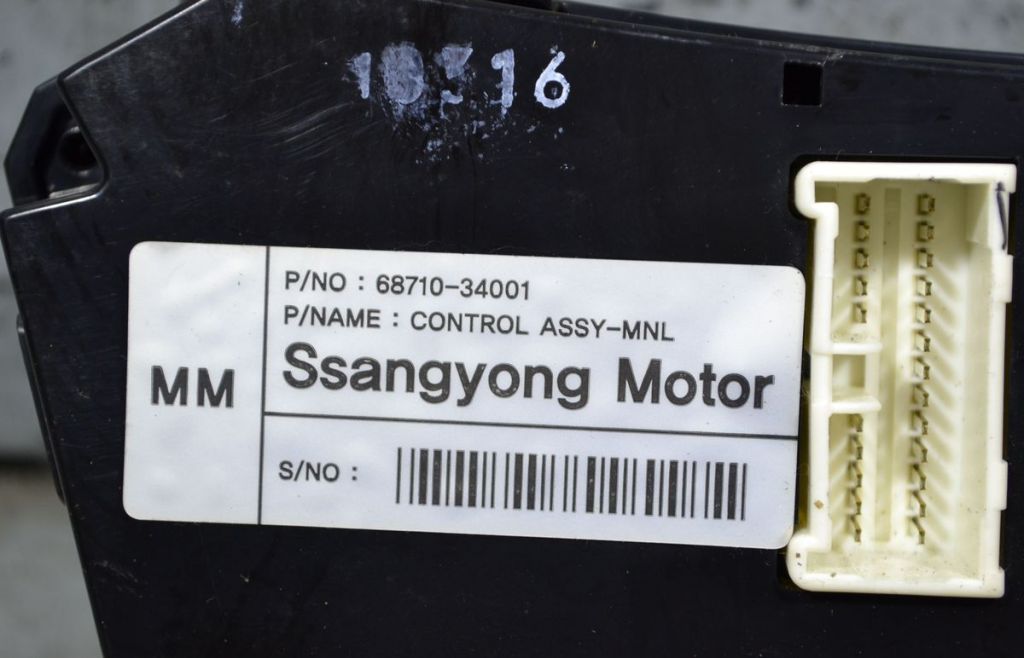 P/NO : 68710-34001
P/NAME : CONTROL ASSY-MNL
MM
Ssangyong Motor
S/NO :